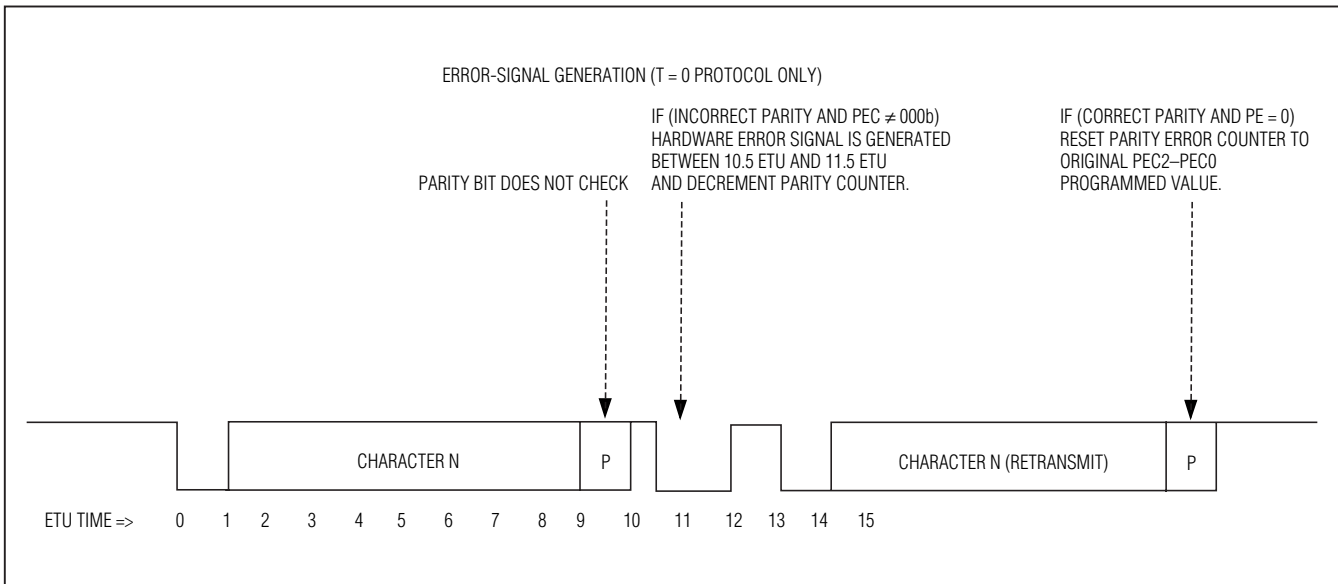 ERROR-SIGNAL GENERATION (T = 0 PROTOCOL ONLY)
PARITY BIT DOES NOT CHECK
IF (INCORRECT PARITY AND PEC ≠ 000b)
HARDWARE ERROR SIGNAL IS GENERATED
BETWEEN 10.5 ETU AND 11.5 ETU
AND DECREMENT PARITY COUNTER.
IF (CORRECT PARITY AND PE = 0)
RESET PARITY ERROR COUNTER TO
ORIGINAL PEC2–PEC0
PROGRAMMED VALUE.
CHARACTER N
P
CHARACTER N (RETRANSMIT)
P
ETU TIME => 0 1 2 3 4 5 6 7 8 9 10 11 12 13 14 15